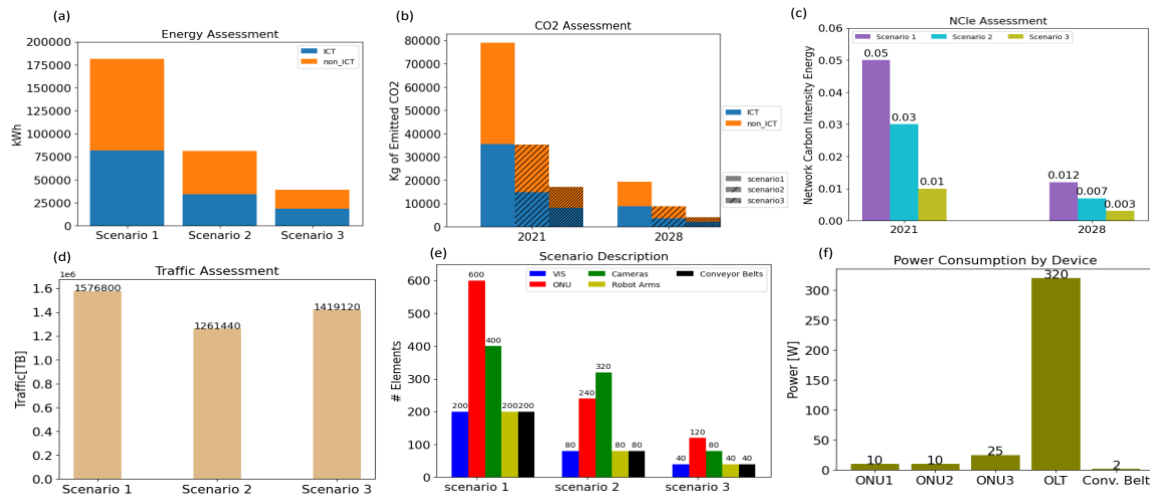 (a)
Energy Assessment
200000
175000
150000
125000
100000
75000
50000
25000
0
kWh
ICT
non_ICT
Scenario 1 Scenario 2 Scenario 3
(b)
CO2 Assessment
80000
70000
60000
50000
40000
30000
20000
10000
0
Kg of Emitted CO2
ICT
non_ICT
scenario1
scenario2
scenario3
2021 2028
(c)
NCIe Assessment
Scenario 1 Scenario 2 Scenario 3
0.06
0.05
0.04
0.03
0.02
0.01
0.00
Network Carbon Intensity Energy
0.05
0.03
0.01
0.012
0.007
0.003
2021 2028
(d)
Traffic Assessment
1e6
1.6
1.4
1.2
1.0
0.8
0.6
0.4
0.2
0.0
Traffic[TB]
1576800
1261440
1419120
Scenario 1 Scenario 2 Scenario 3
(e)
Scenario Description
VIS Cameras Conveyor Belts
ONU Robot Arms
600
500
400
300
200
100
0
# Elements
200 600 400 200 200
80 240 320 80 80
40 120 80 40 40
scenario 1 scenario 2 scenario 3
(f)
Power Consumption by Device
300
250
200
150
100
50
0
Power [W]
10 10 25 320 2
ONU1 ONU2 ONU3 OLT Conv. Belt